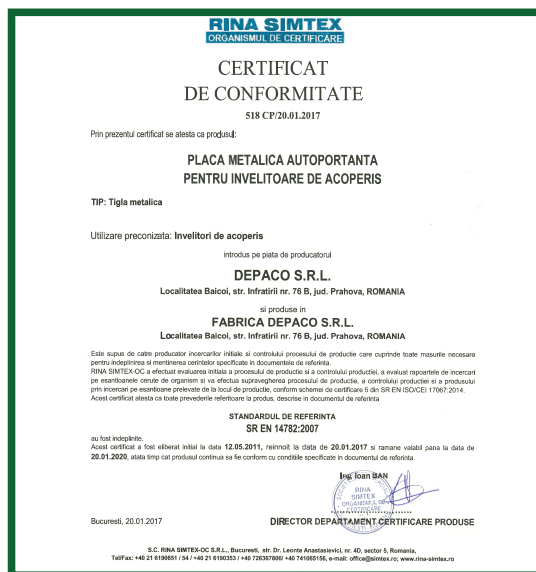 RINA SIMTEX
ORGANISMUL DE CERTIFICARE
CERTIFICAT
DE CONFORMITATE
518 CP/20.01.2017
Prin prezentul certificat se atesta ca produsul:
PLACA METALICA AUTOPORTANTA
PENTRU INVELITOARE DE ACOPERIS
TIP: Tigla metalica
Utilizare preconizata: Invelitori de acoperis
introdus pe piata de producatorul
DEPACO S.R.L.
Localitatea Baicoi, str. Infratirii nr. 76 B, jud. Prahova, ROMANIA
si produse in
FABRICA DEPACO S.R.L.
Localitatea Baicoi, str. Infratirii nr. 76 B, jud. Prahova, ROMANIA
Este supus de catre producator incercarilor initiale si controlului procesului de productie care cuprinde toate masurile necesare
pentru indeplinirea si mentinerea cerintelor specificate in documentele de referinta.
RINA SIMTEX-OC a efectuat evaluarea initiala a procesului de productie si a controlului productiei, a evaluat rapoartele de incercari
pe esantioanele cerute de organism si va efectua supravegherea procesului de productie, a controlului productiei si a produsului
prin incercari pe esantioane prelevate de la locul de productie, conform schemei de certificare 5 din SR EN ISO/CEI 17067:2014.
Acest certificat atesta ca toate prevederile referitoare la produs, descrise in documentul de referinta
STANDARDUL DE REFERINTA
SR EN 14782:2007
au fost indeplinite.
Acest certificat a fost eliberat initial la data 12.05.2011, reinnoit la data de 20.01.2017 si ramane valabil pana la data de
20.01.2020, atata timp cat produsul continua sa fie conform cu conditiile specificate in documentul de referinta.
Ing. Ioan BAN
RINA
SIMTEX
ORGANISMUL DE
CERTIFICARE
Bucuresti, 20.01.2017
DIRECTOR DEPARTAMENT CERTIFICARE PRODUSE
S.C. RINA SIMTEX-OC S.R.L., Bucuresti, str. Dr. Leonte Anastasievici, nr. 4D, sector 5, Romania,
Tel/Fax: +40 21 6190651 / 54 / +40 21 6190353 / +40 726367806/ +40 741065156, e-mail: office@simtex.ro; www.rina-simtex.ro